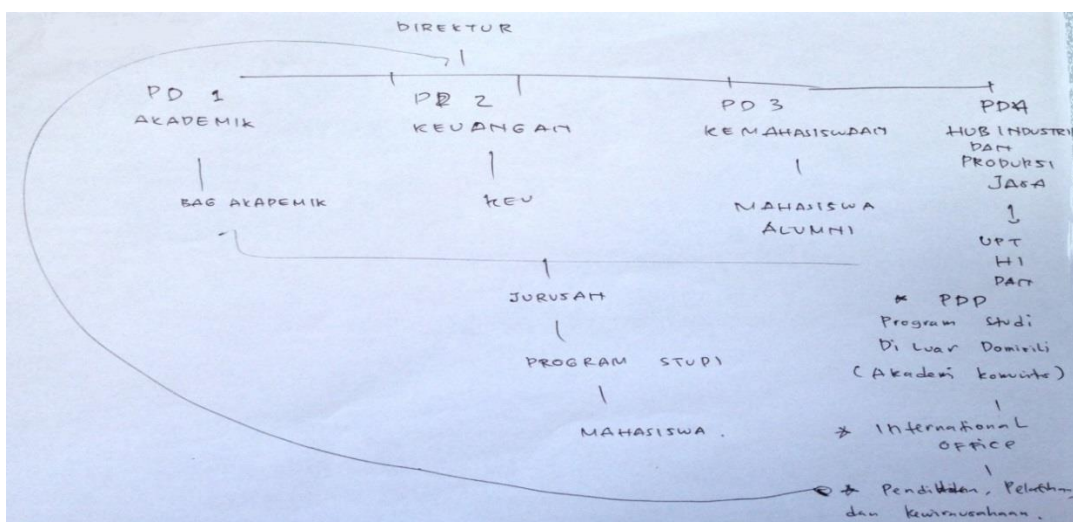 DIREKTUR
PD 1
AKADEMIK
BAG AKADEMIK
PD 2
KEUANGAN
KEU
PD 3
KEMAHASISWAAN
MAHASISWA
ALUMNI
PD4
HUB INDUSTRI
DAN
PRODUKSI
JASA
UPT
HI
DAN
* PDD
Program Studi
Di Luar Domisili
(Akademi Komunitas)
* International
OFFICE
* Pendidikan, Pelatihan,
dan Kewirausahaan.
JURUSAN
PROGRAM STUDI
MAHASISWA.